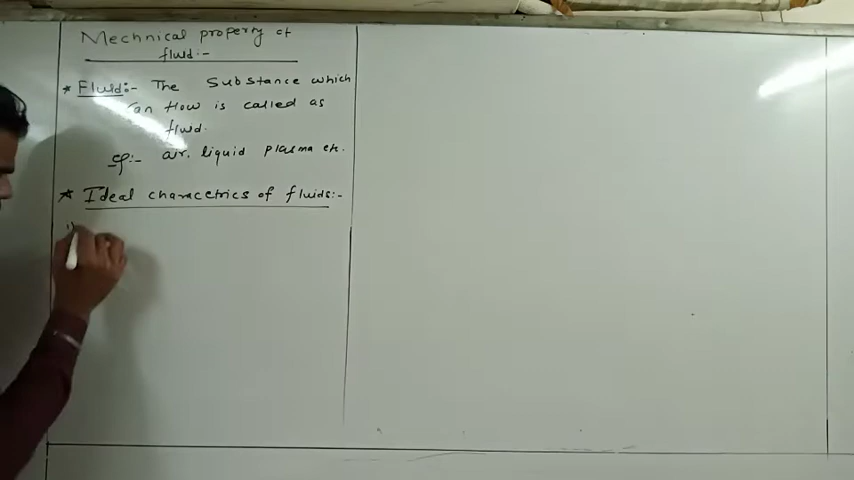 Mechnical property of
fluid:-
* Fluid:- The Substance which
can flow is called as
fluid.
eg:- air. liquid plasma etc.
* Ideal charecetrics of fluids:-
1)